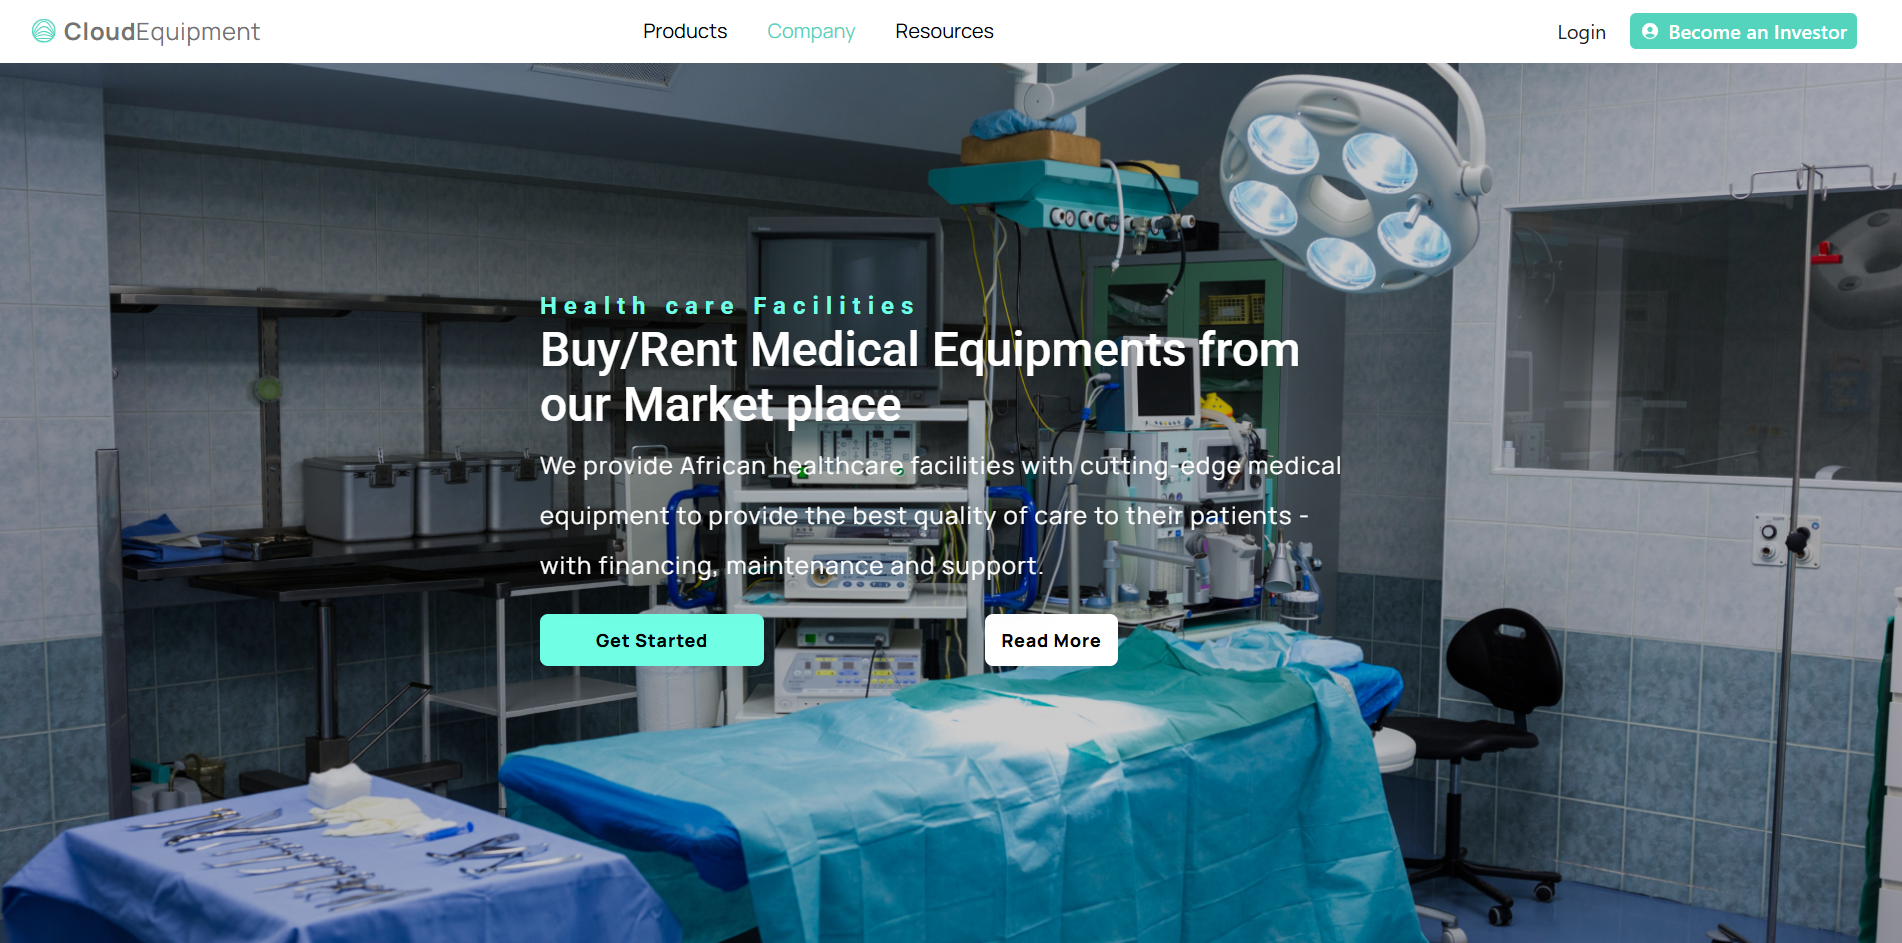 CloudEquipment
Products
Company
Resources
Login
Become an Investor
Health care Facilities
Buy/Rent Medical Equipments from
our Market place
We provide African healthcare facilities with cutting-edge medical
equipment to provide the best quality of care to their patients -
with financing, maintenance and support.
Get Started
Read More